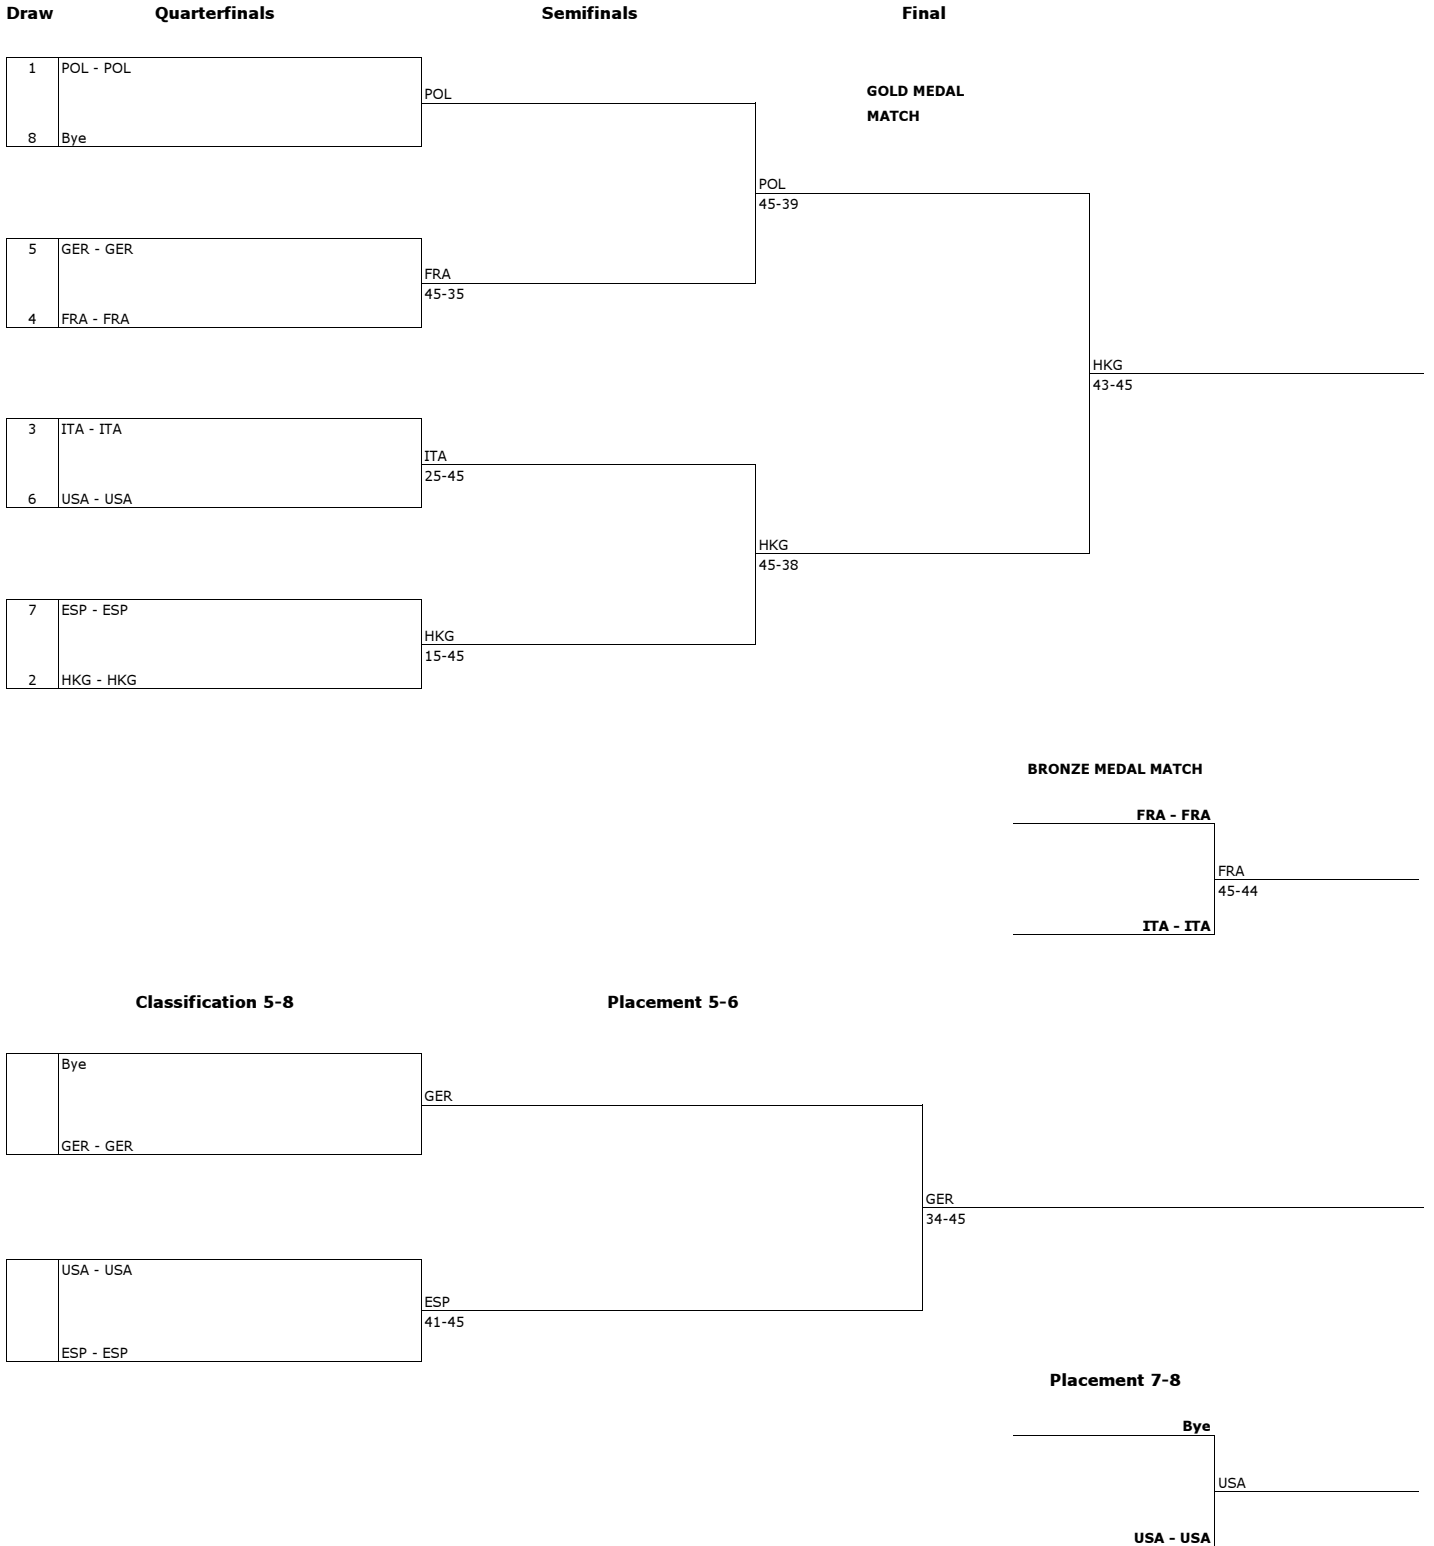 Draw Quarterfinals Semifinals Final
1 POL - POL
GOLD MEDAL
POL
MATCH
8 Bye
POL
45-39
5 GER - GER
FRA
45-35
4 FRA - FRA
HKG
43-45
3 ITA - ITA
ITA
25-45
6 USA - USA
HKG
45-38
7 ESP - ESP
HKG
15-45
2 HKG - HKG
BRONZE MEDAL MATCH
FRA - FRA
FRA
45-44
ITA - ITA
Classification 5-8 Placement 5-6
Bye
GER
GER - GER
GER
34-45
USA - USA
ESP
41-45
ESP - ESP
Placement 7-8
Bye
USA
USA - USA